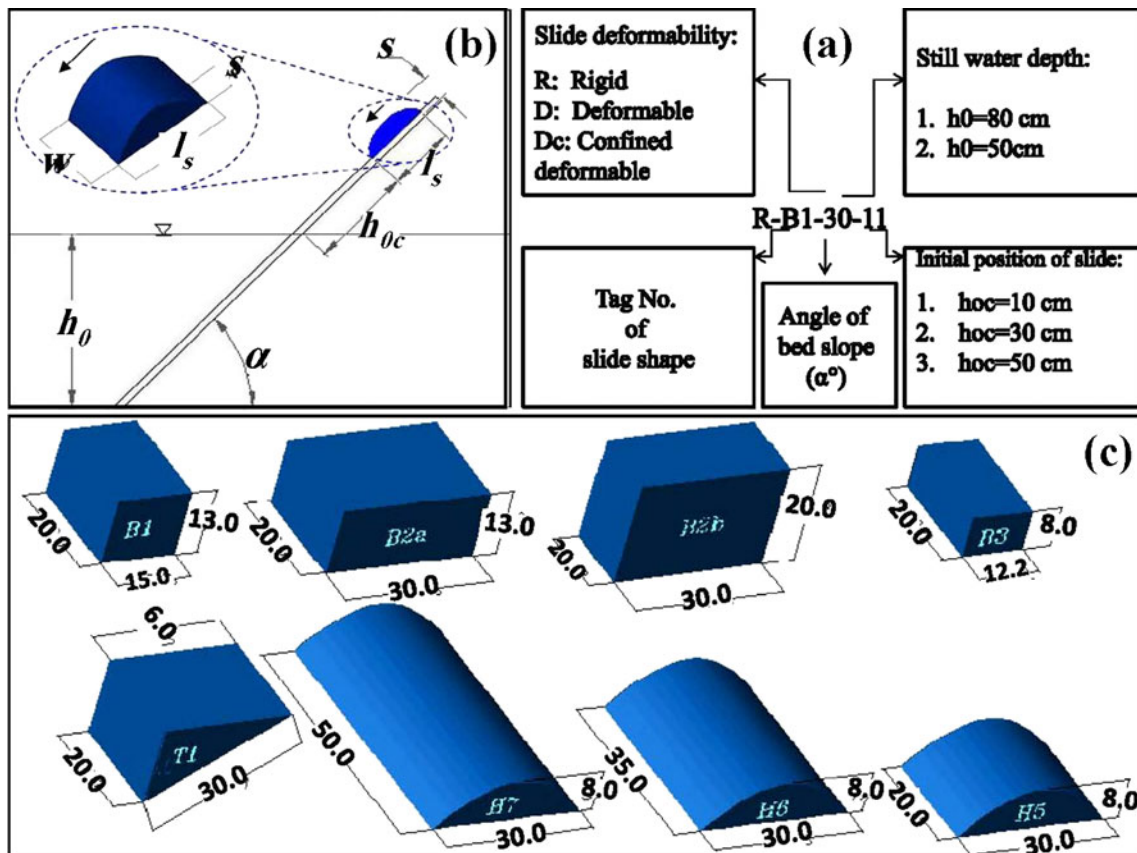 (b)
s
s
w
l_s
l_s
h_{0c}
h_0
α
(a)
Slide deformability:
R: Rigid
D: Deformable
Dc: Confined
deformable
Still water depth:
1. h0=80 cm
2. h0=50cm
R-B1-30-11
Tag No.
of
slide shape
Angle of
bed slope
(α°)
Initial position of slide:
1. hoc=10 cm
2. hoc=30 cm
3. hoc=50 cm
(c)
B1
20.0
15.0
13.0
B2a
20.0
30.0
13.0
B2b
20.0
30.0
20.0
B3
20.0
12.2
8.0
6.0
T1
20.0
30.0
H7
50.0
30.0
8.0
H6
35.0
30.0
8.0
H5
20.0
30.0
8.0